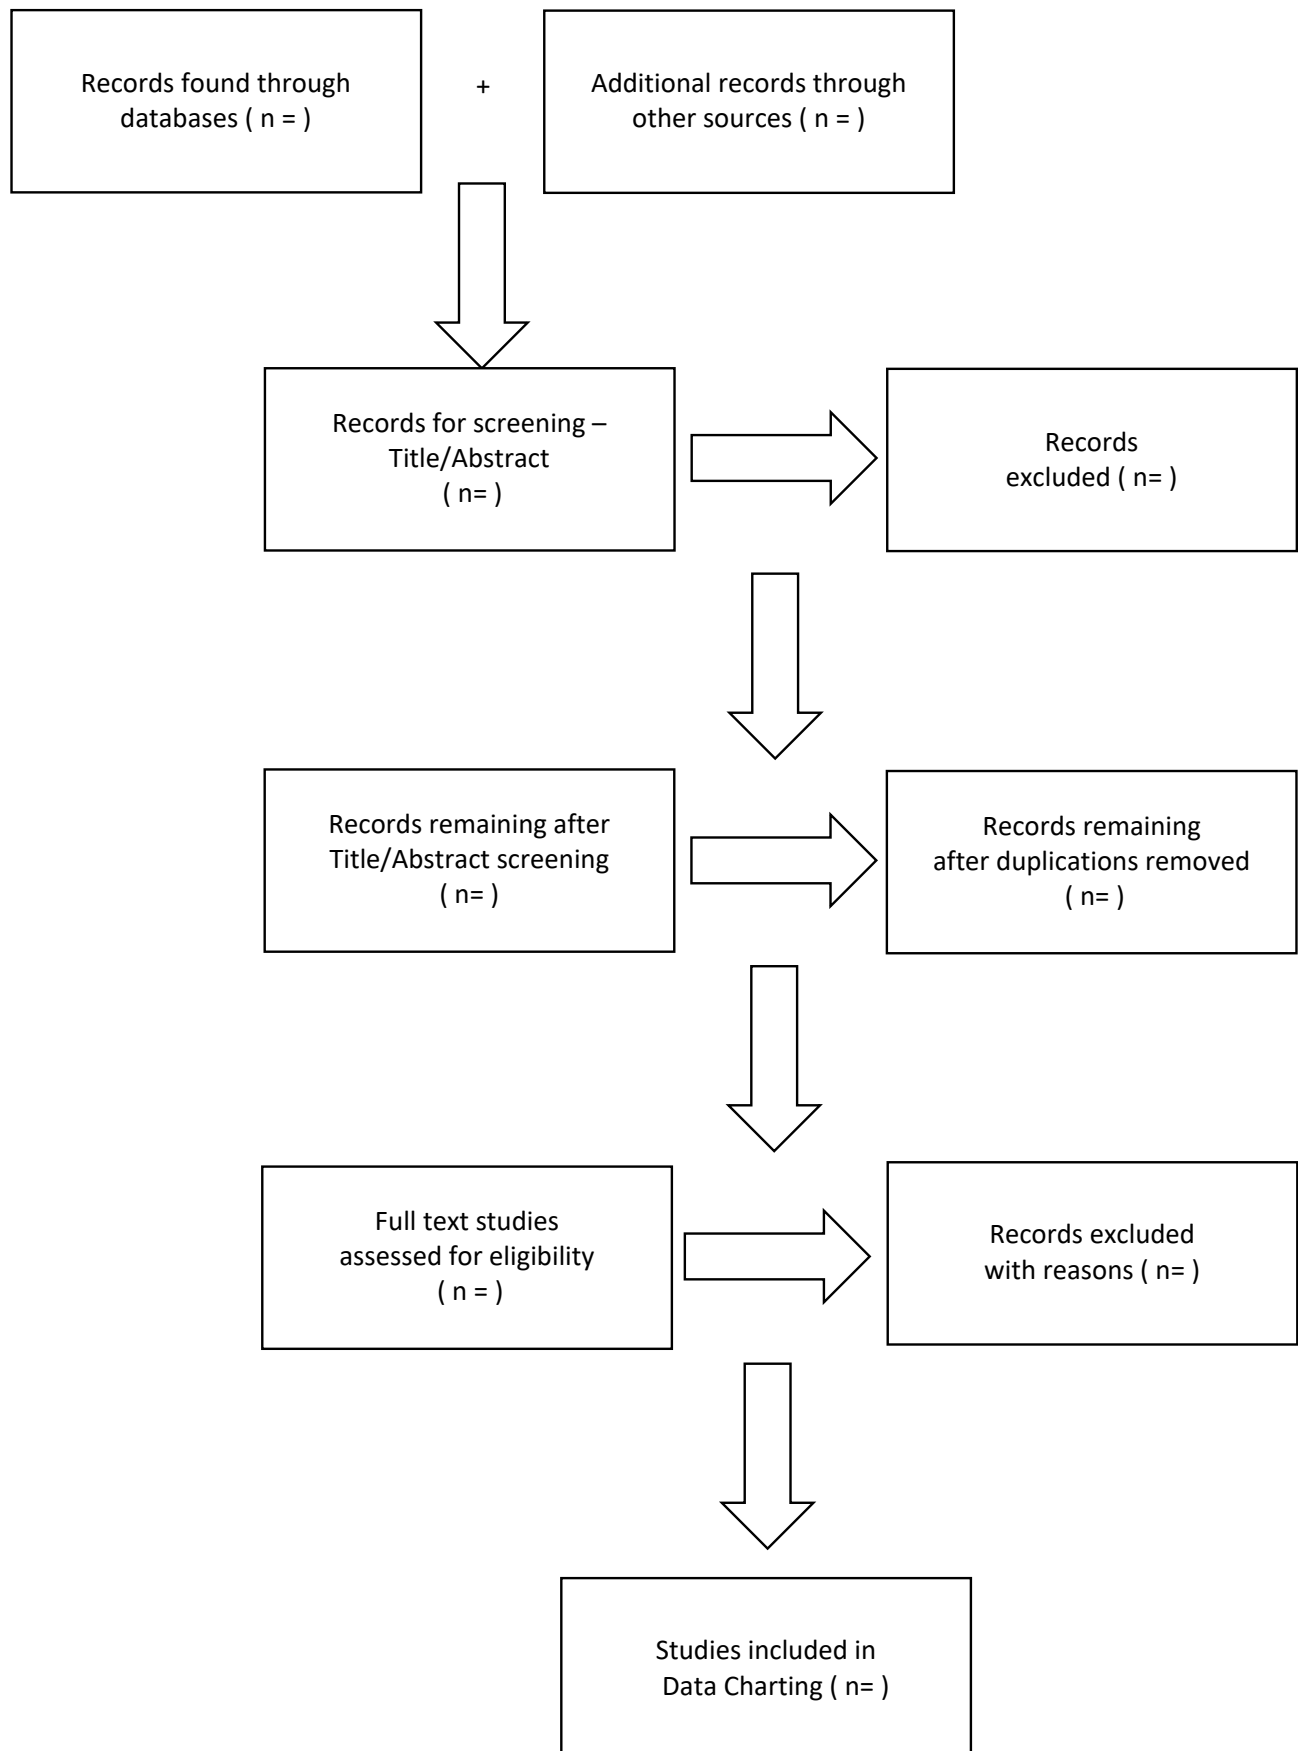 Records found through
databases ( n = )
+
Additional records through
other sources ( n = )
Records for screening –
Title/Abstract
( n= )
Records
excluded ( n= )
Records remaining after
Title/Abstract screening
( n= )
Records remaining
after duplications removed
( n= )
Full text studies
assessed for eligibility
( n = )
Records excluded
with reasons ( n= )
Studies included in
Data Charting ( n= )